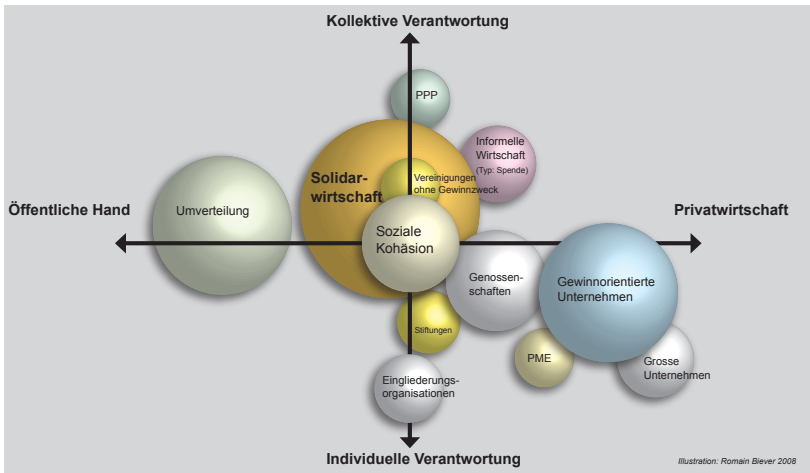 Kollektive Verantwortung
PPP
Informelle
Wirtschaft
(Typ: Spende)
Solidar-
wirtschaft
Vereinigungen
ohne Gewinnzweck
Öffentliche Hand
Umverteilung
Privatwirtschaft
Soziale
Kohäsion
Genossen-
schaften
Gewinnorientierte
Unternehmen
Stiftungen
PME
Grosse
Unternehmen
Eingliederungs-
organisationen
Individuelle Verantwortung
Illustration: Romain Biever 2008